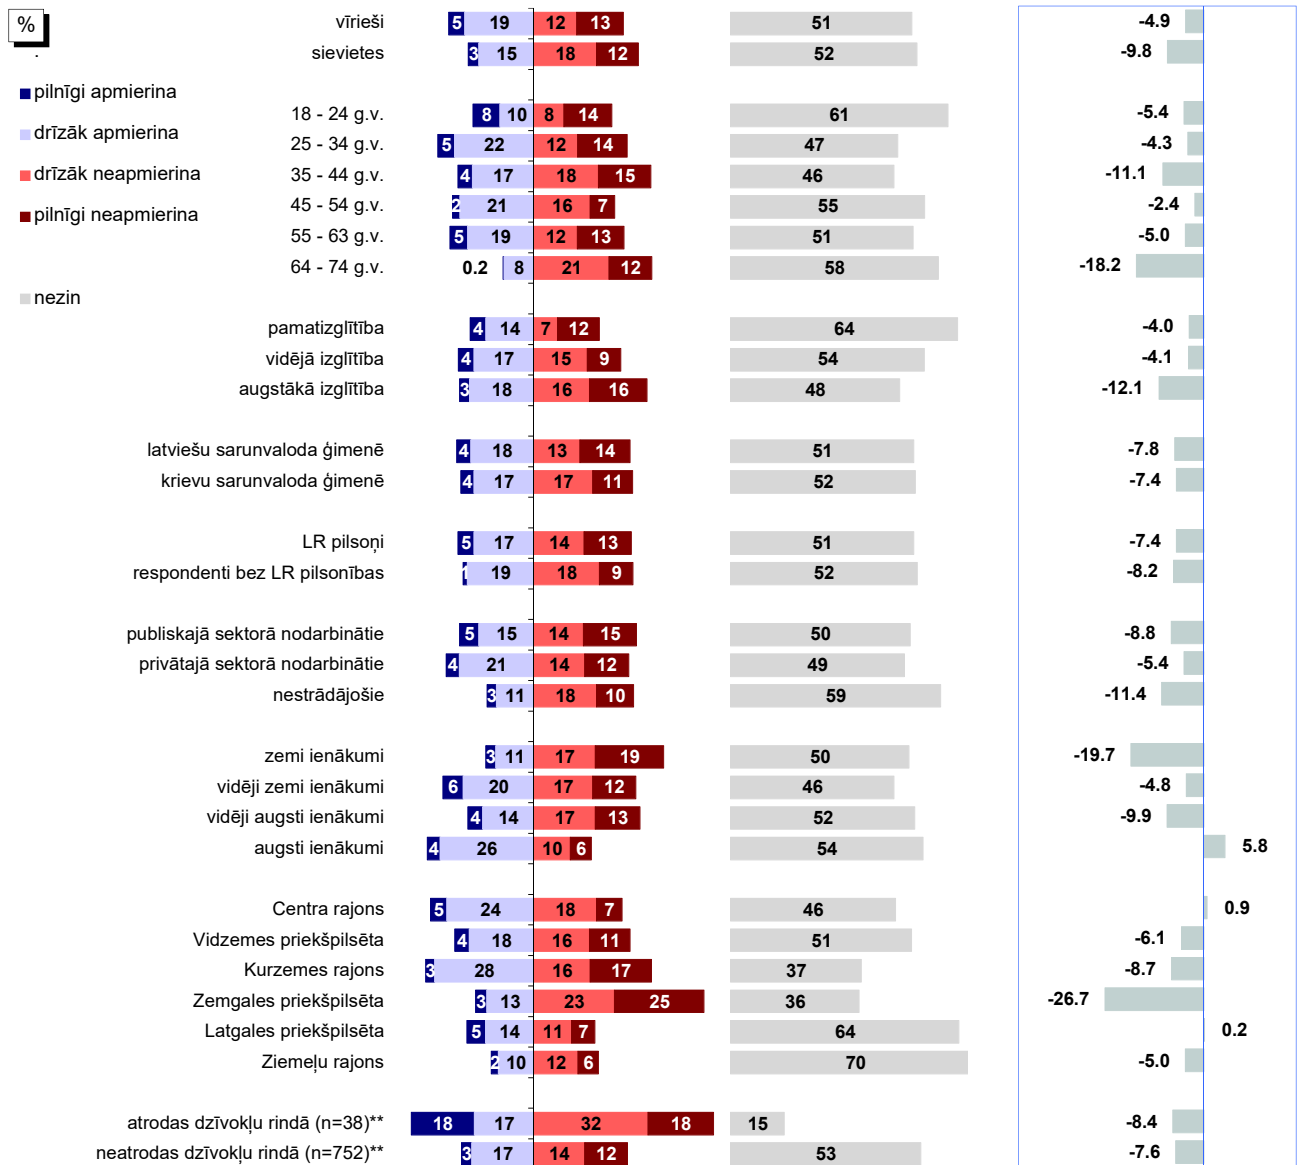 %
pilnīgi apmierina
drīzāk apmierina
drīzāk neapmierina
pilnīgi neapmierina
nezin
vīrieši 5 19 12 13 51 -4.9
sievietes 3 15 18 12 52 -9.8
18 - 24 g.v. 8 10 8 14 61 -5.4
25 - 34 g.v. 5 22 12 14 47 -4.3
35 - 44 g.v. 4 17 18 15 46 -11.1
45 - 54 g.v. 2 21 16 7 55 -2.4
55 - 63 g.v. 5 19 12 13 51 -5.0
64 - 74 g.v. 0.2 8 21 12 58 -18.2
pamatizglītība 4 14 7 12 64 -4.0
vidējā izglītība 4 17 15 9 54 -4.1
augstākā izglītība 3 18 16 16 48 -12.1
latviešu sarunvaloda ģimenē 4 18 13 14 51 -7.8
krievu sarunvaloda ģimenē 4 17 17 11 52 -7.4
LR pilsoņi 5 17 14 13 51 -7.4
respondenti bez LR pilsonības 1 19 18 9 52 -8.2
publiskajā sektorā nodarbinātie 5 15 14 15 50 -8.8
privātajā sektorā nodarbinātie 4 21 14 12 49 -5.4
nestrādājošie 3 11 18 10 59 -11.4
zemi ienākumi 3 11 17 19 50 -19.7
vidēji zemi ienākumi 6 20 17 12 46 -4.8
vidēji augsti ienākumi 4 14 17 13 52 -9.9
augsti ienākumi 4 26 10 6 54 5.8
Centra rajons 5 24 18 7 46 0.9
Vidzemes priekšpilsēta 4 18 16 11 51 -6.1
Kurzemes rajons 3 28 16 17 37 -8.7
Zemgales priekšpilsēta 3 13 23 25 36 -26.7
Latgales priekšpilsēta 5 14 11 7 64 0.2
Ziemeļu rajons 2 10 12 6 70 -5.0
atrodas dzīvokļu rindā (n=38)** 18 17 32 18 15 -8.4
neatrodas dzīvokļu rindā (n=752)** 3 17 14 12 53 -7.6